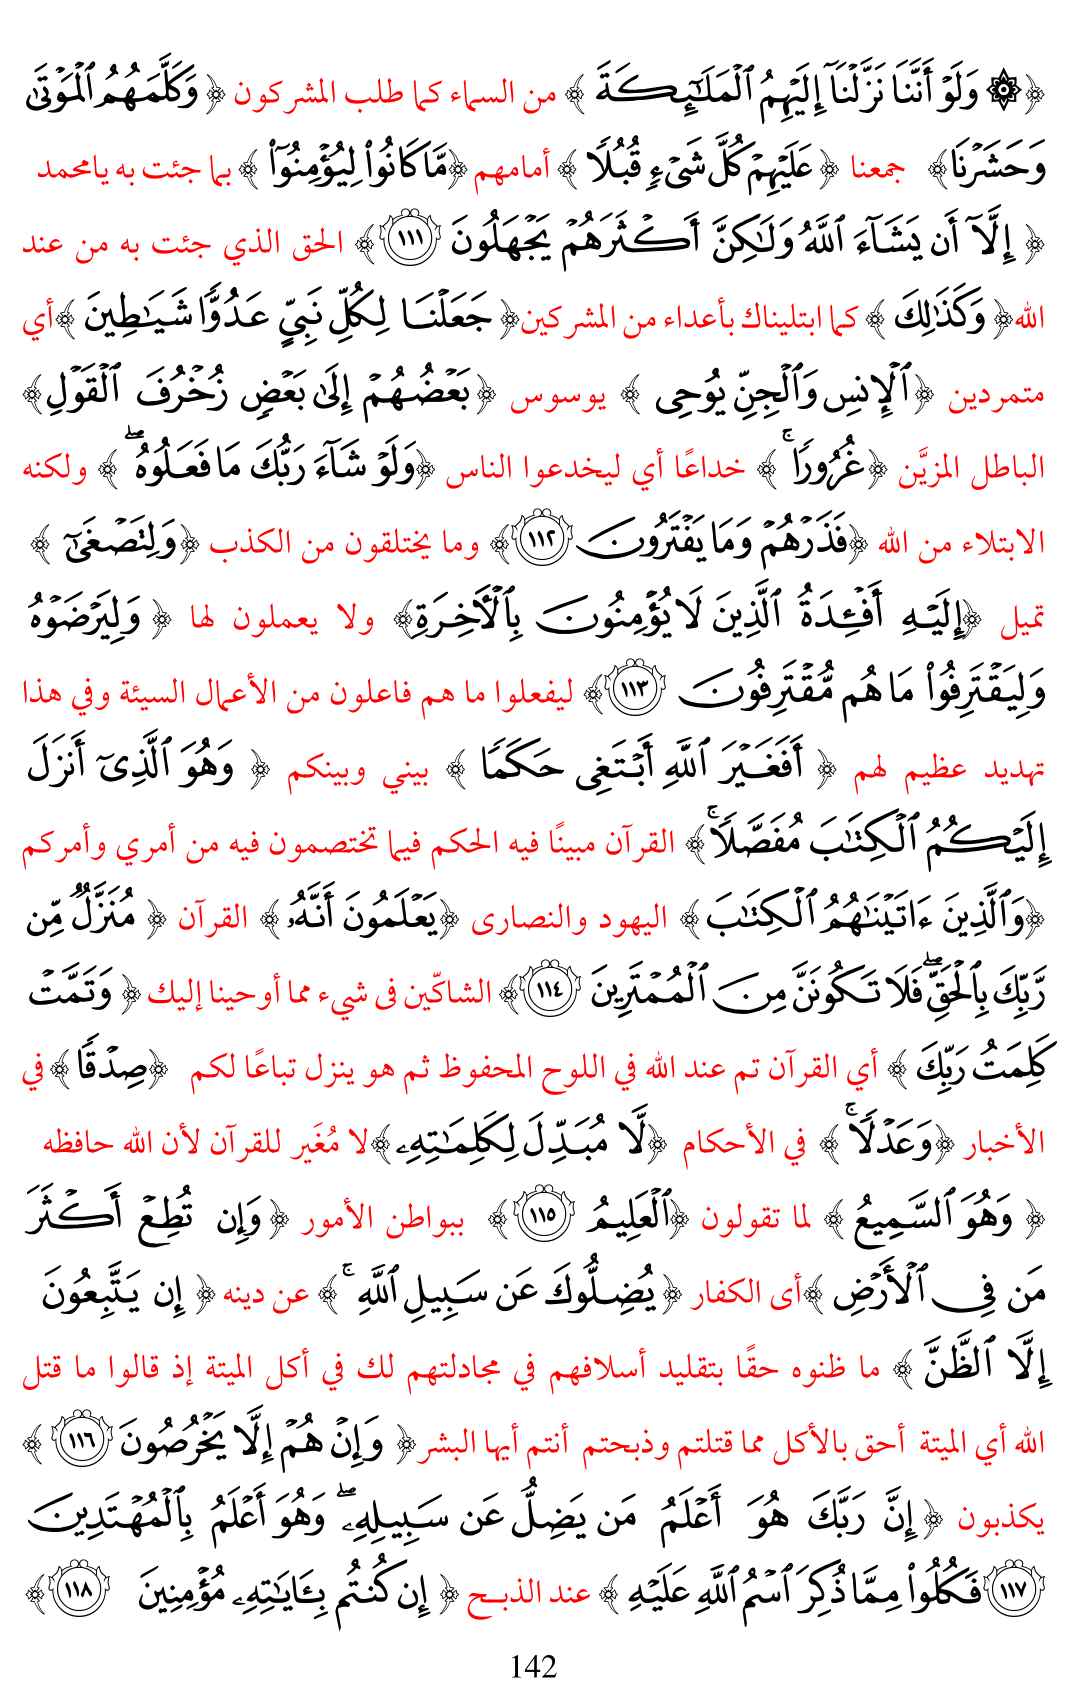 ﴿ ۞ وَلَوْ أَنَّنَا نَزَّلْنَآ إِلَيْهِمُ ٱلْمَلَٰٓئِكَةَ ﴾ من السماء كما طلب المشركون ﴿ وَكَلَّمَهُمُ ٱلْمَوْتَىٰ
وَحَشَرْنَا﴾ جمعنا ﴿ عَلَيْهِمْ كُلَّ شَىْءٍۢ قُبُلًا ﴾ أمامهم ﴿مَّا كَانُوا۟ لِيُؤْمِنُوٓا۟ ﴾ بما جئت به يامحمد
﴿ إِلَّآ أَن يَشَآءَ ٱللَّهُ وَلَٰكِنَّ أَكْثَرَهُمْ يَجْهَلُونَ ١١١﴾ الحق الذي جئت به من عند
الله﴿ وَكَذَٰلِكَ ﴾ كما ابتليناك بأعداء من المشركين﴿ جَعَلْنَا لِكُلِّ نَبِىٍّ عَدُوًّۭا شَيَٰطِينَ ﴾أي
متمردين ﴿ٱلْإِنسِ وَٱلْجِنِّ يُوحِى ﴾ يوسوس ﴿ بَعْضُهُمْ إِلَىٰ بَعْضٍۢ زُخْرُفَ ٱلْقَوْلِ﴾
الباطل المزيَّن ﴿غُرُورًۭا ۚ ﴾ خداعًا أي ليخدعوا الناس ﴿وَلَوْ شَآءَ رَبُّكَ مَا فَعَلُوهُ ۖ ﴾ ولكنه
الابتلاء من الله ﴿فَذَرْهُمْ وَمَا يَفْتَرُونَ ١١٢﴾ وما يختلقون من الكذب ﴿وَلِتَصْغَىٰٓ ﴾
تميل ﴿إِلَيْهِ أَفْـِٔدَةُ ٱلَّذِينَ لَا يُؤْمِنُونَ بِٱلْـَٔاخِرَةِ﴾ ولا يعملون لها ﴿ وَلِيَرْضَوْهُ
وَلِيَقْتَرِفُوا۟ مَا هُم مُّقْتَرِفُونَ ١١٣﴾ ليفعلوا ما هم فاعلون من الأعمال السيئة وفي هذا
تهديد عظيم لهم ﴿ أَفَغَيْرَ ٱللَّهِ أَبْتَغِى حَكَمًۭا ﴾ بيني وبينكم ﴿ وَهُوَ ٱلَّذِىٓ أَنزَلَ
إِلَيْكُمُ ٱلْكِتَٰبَ مُفَصَّلًۭا ۚ﴾ القرآن مبينًا فيه الحكم فيما تختصمون فيه من أمري وأمركم
﴿وَٱلَّذِينَ ءَاتَيْنَٰهُمُ ٱلْكِتَٰبَ﴾ اليهود والنصارى ﴿يَعْلَمُونَ أَنَّهُۥ ﴾ القرآن ﴿ مُنَزَّلٌۭ مِّن
رَّبِّكَ بِٱلْحَقِّ ۖ فَلَا تَكُونَنَّ مِنَ ٱلْمُمْتَرِينَ ١١٤﴾ الشاكّين فى شيء مما أوحينا إليك ﴿ وَتَمَّتْ
كَلِمَتُ رَبِّكَ ﴾ أي القرآن تم عند الله في اللوح المحفوظ ثم هو ينزل تباعًا لكم ﴿صِدْقًۭا ﴾ في
الأخبار ﴿وَعَدْلًۭا ۚ ﴾ في الأحكام ﴿لَّا مُبَدِّلَ لِكَلِمَٰتِهِۦ ﴾لا مُغَير للقرآن لأن الله حافظه
﴿ وَهُوَ ٱلسَّمِيعُ ﴾ لما تقولون ﴿ٱلْعَلِيمُ ١١٥﴾ ببواطن الأمور ﴿ وَإِن تُطِعْ أَكْثَرَ
مَن فِى ٱلْأَرْضِ ﴾أى الكفار ﴿ يُضِلُّوكَ عَن سَبِيلِ ٱللَّهِ ۚ ﴾ عن دينه ﴿ إِن يَتَّبِعُونَ
إِلَّا ٱلظَّنَّ ﴾ ما ظنوه حقًا بتقليد أسلافهم في مجادلتهم لك في أكل الميتة إذ قالوا ما قتل
الله أي الميتة أحق بالأكل مما قتلتم وذبحتم أنتم أيها البشر﴿ وَإِنْ هُمْ إِلَّا يَخْرُصُونَ ١١٦ ﴾
يكذبون ﴿ إِنَّ رَبَّكَ هُوَ أَعْلَمُ مَن يَضِلُّ عَن سَبِيلِهِۦ ۖ وَهُوَ أَعْلَمُ بِٱلْمُهْتَدِينَ
١١٧ فَكُلُوا۟ مِمَّا ذُكِرَ ٱسْمُ ٱللَّهِ عَلَيْهِ ﴾ عند الذبـح ﴿ إِن كُنتُم بِـَٔايَٰتِهِۦ مُؤْمِنِينَ ١١٨ ﴾
142